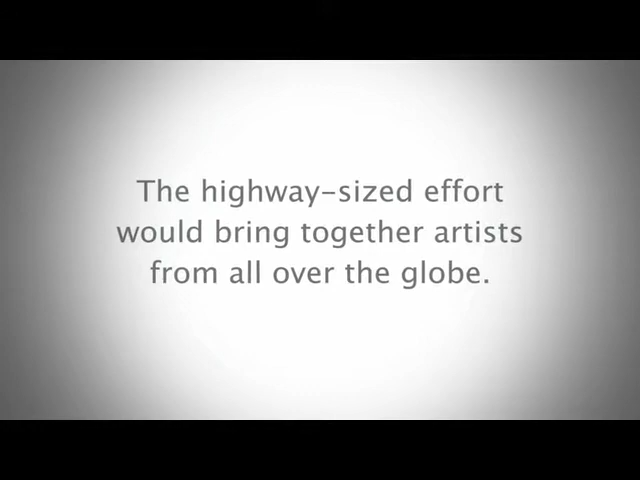 The highway-sized effort
would bring together artists
from all over the globe.